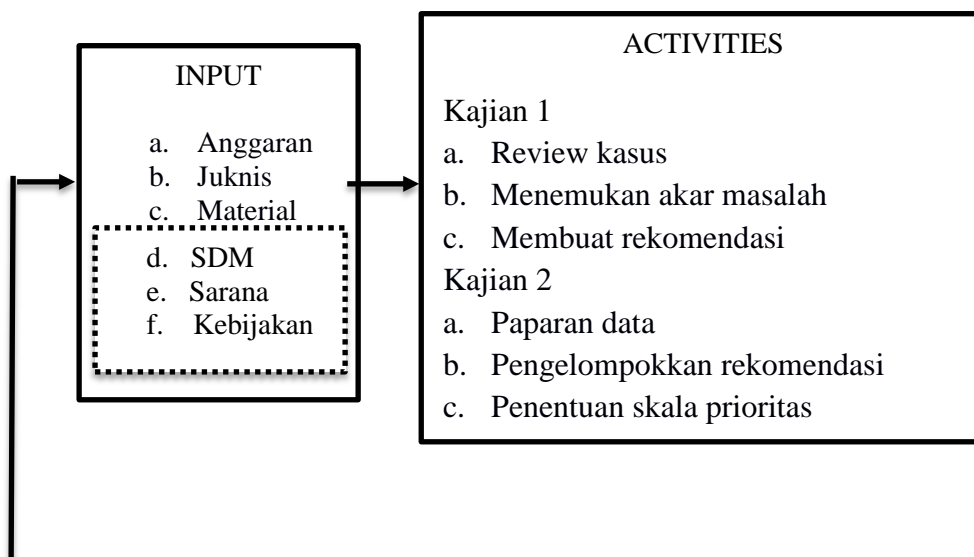 INPUT
a. Anggaran
b. Juknis
c. Material
d. SDM
e. Sarana
f. Kebijakan
ACTIVITIES
Kajian 1
a. Review kasus
b. Menemukan akar masalah
c. Membuat rekomendasi
Kajian 2
a. Paparan data
b. Pengelompokkan rekomendasi
c. Penentuan skala prioritas